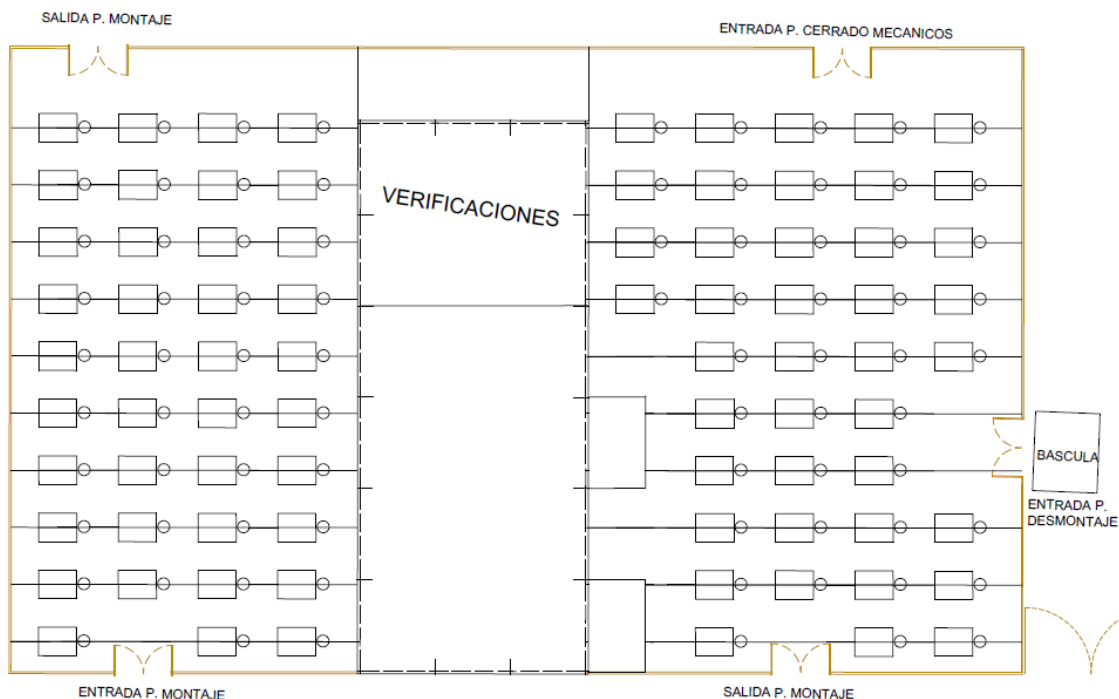 SALIDA P. MONTAJE
ENTRADA P. CERRADO MECANICOS
VERIFICACIONES
BASCULA
ENTRADA P.
DESMONTAJE
ENTRADA P. MONTAJE
SALIDA P. MONTAJE